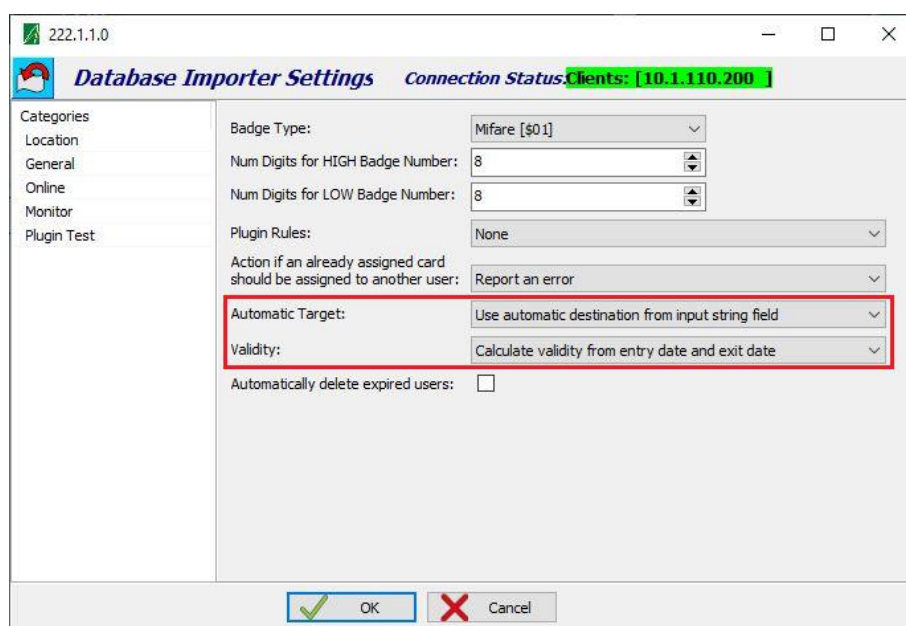 222.1.1.0
Database Importer Settings Connection Status:Clients: [10.1.110.200 ]
Categories
Location
General
Online
Monitor
Plugin Test
Badge Type: Mifare [$01]
Num Digits for HIGH Badge Number: 8
Num Digits for LOW Badge Number: 8
Plugin Rules: None
Action if an already assigned card
should be assigned to another user: Report an error
Automatic Target: Use automatic destination from input string field
Validity: Calculate validity from entry date and exit date
Automatically delete expired users:
OK Cancel